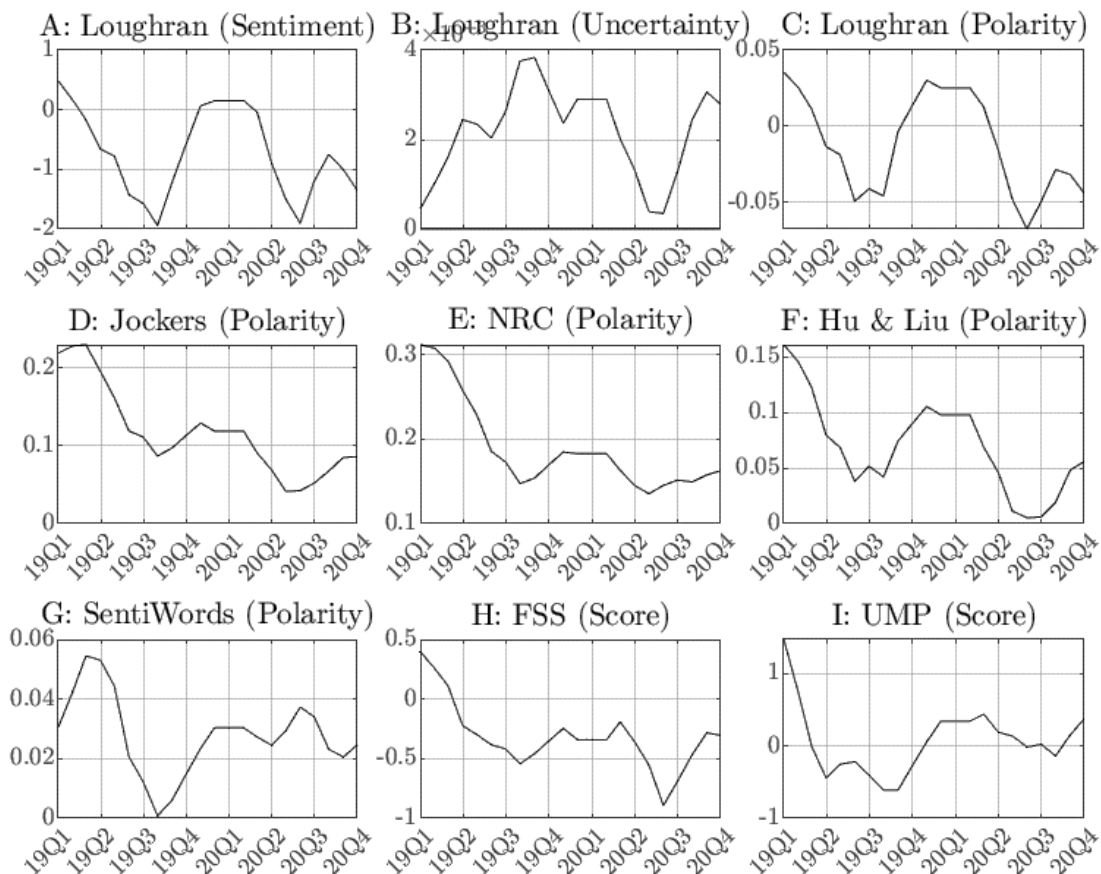 A: Loughran (Sentiment)
1
0
-1
-2
19Q1 19Q2 19Q3 19Q4 20Q1 20Q2 20Q3 20Q4
B: Loughran (Uncertainty)
4
2
0
19Q1 19Q2 19Q3 19Q4 20Q1 20Q2 20Q3 20Q4
C: Loughran (Polarity)
0.05
0
-0.05
19Q1 19Q2 19Q3 19Q4 20Q1 20Q2 20Q3 20Q4
D: Jockers (Polarity)
0.2
0.1
0
19Q1 19Q2 19Q3 19Q4 20Q1 20Q2 20Q3 20Q4
E: NRC (Polarity)
0.3
0.2
0.1
19Q1 19Q2 19Q3 19Q4 20Q1 20Q2 20Q3 20Q4
F: Hu & Liu (Polarity)
0.15
0.1
0.05
0
19Q1 19Q2 19Q3 19Q4 20Q1 20Q2 20Q3 20Q4
G: SentiWords (Polarity)
0.06
0.04
0.02
0
19Q1 19Q2 19Q3 19Q4 20Q1 20Q2 20Q3 20Q4
H: FSS (Score)
0.5
0
-0.5
-1
19Q1 19Q2 19Q3 19Q4 20Q1 20Q2 20Q3 20Q4
I: UMP (Score)
1
0
-1
19Q1 19Q2 19Q3 19Q4 20Q1 20Q2 20Q3 20Q4